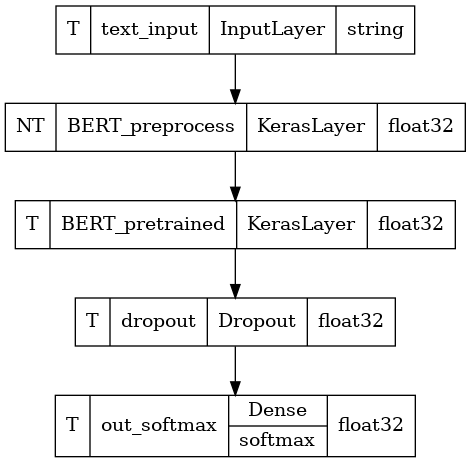 T text_input InputLayer string
NT BERT_preprocess KerasLayer float32
T BERT_pretrained KerasLayer float32
T dropout Dropout float32
T out_softmax Dense float32
softmax